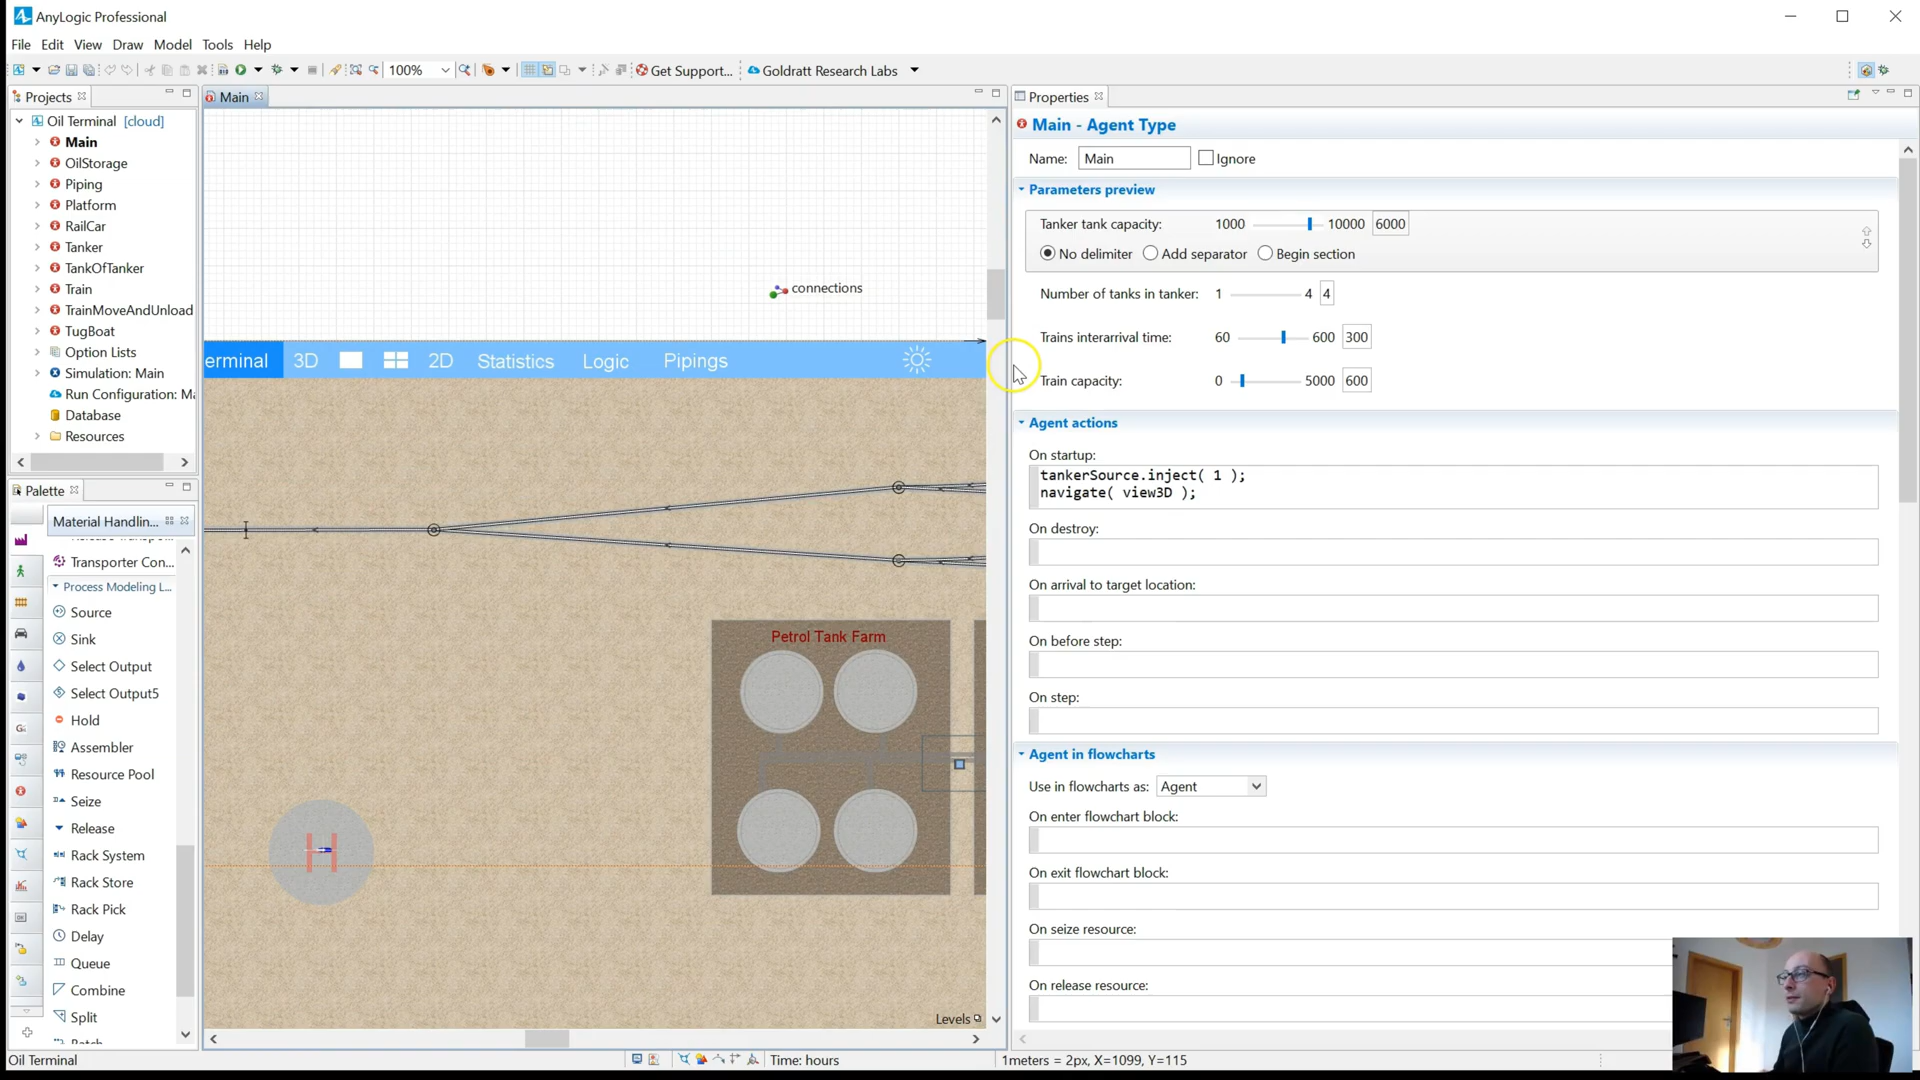 AnyLogic Professional
File Edit View Draw Model Tools Help
100% Get Support... Goldratt Research Labs
Projects
Oil Terminal [cloud]
Main
OilStorage
Piping
Platform
RailCar
Tanker
TankOfTanker
Train
TrainMoveAndUnload
TugBoat
Option Lists
Simulation: Main
Run Configuration: Ma
Database
Resources
Palette
Material Handlin...
Transporter Con...
Process Modeling L...
Source
Sink
Select Output
Select Output5
Hold
Assembler
Resource Pool
Seize
Release
Rack System
Rack Store
Rack Pick
Delay
Queue
Combine
Split
Main
connections
erminal 3D 2D Statistics Logic Pipings
Petrol Tank Farm
H
Levels
Properties
Main - Agent Type
Name: Main Ignore
Parameters preview
Tanker tank capacity: 1000 10000 6000
No delimiter Add separator Begin section
Number of tanks in tanker: 1 4 4
Trains interarrival time: 60 600 300
Train capacity: 0 5000 600
Agent actions
On startup:
tankerSource.inject( 1 );
navigate( view3D );
On destroy:
On arrival to target location:
On before step:
On step:
Agent in flowcharts
Use in flowcharts as: Agent
On enter flowchart block:
On exit flowchart block:
On seize resource:
On release resource:
Oil Terminal Time: hours 1meters = 2px, X=1099, Y=115